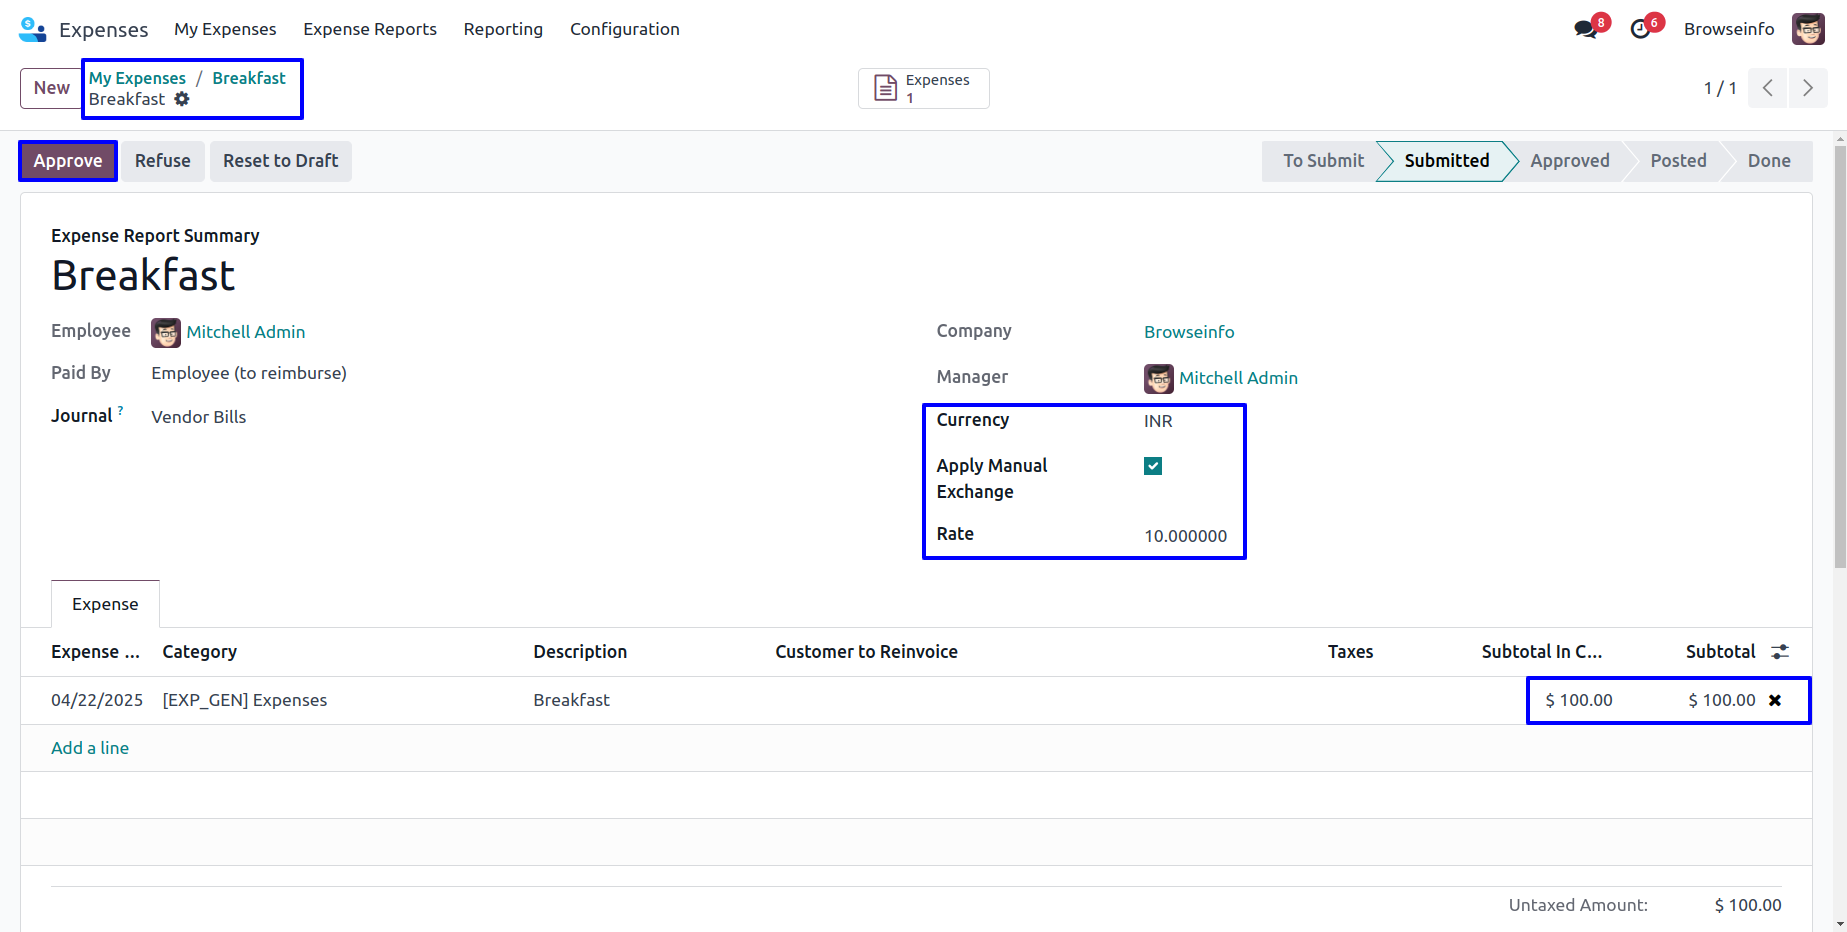 Expenses My Expenses Expense Reports Reporting Configuration 8 6 Browseinfo
New My Expenses / Breakfast
Breakfast
Expenses
1
1 / 1
Approve Refuse Reset to Draft To Submit Submitted Approved Posted Done
Expense Report Summary
Breakfast
Employee Mitchell Admin Company Browseinfo
Paid By Employee (to reimburse) Manager Mitchell Admin
Journal ? Vendor Bills Currency INR
Apply Manual
Exchange
Rate 10.000000
Expense
Expense ... Category Description Customer to Reinvoice Taxes Subtotal In C... Subtotal
04/22/2025 [EXP_GEN] Expenses Breakfast $ 100.00 $ 100.00
Add a line
Untaxed Amount: $ 100.00